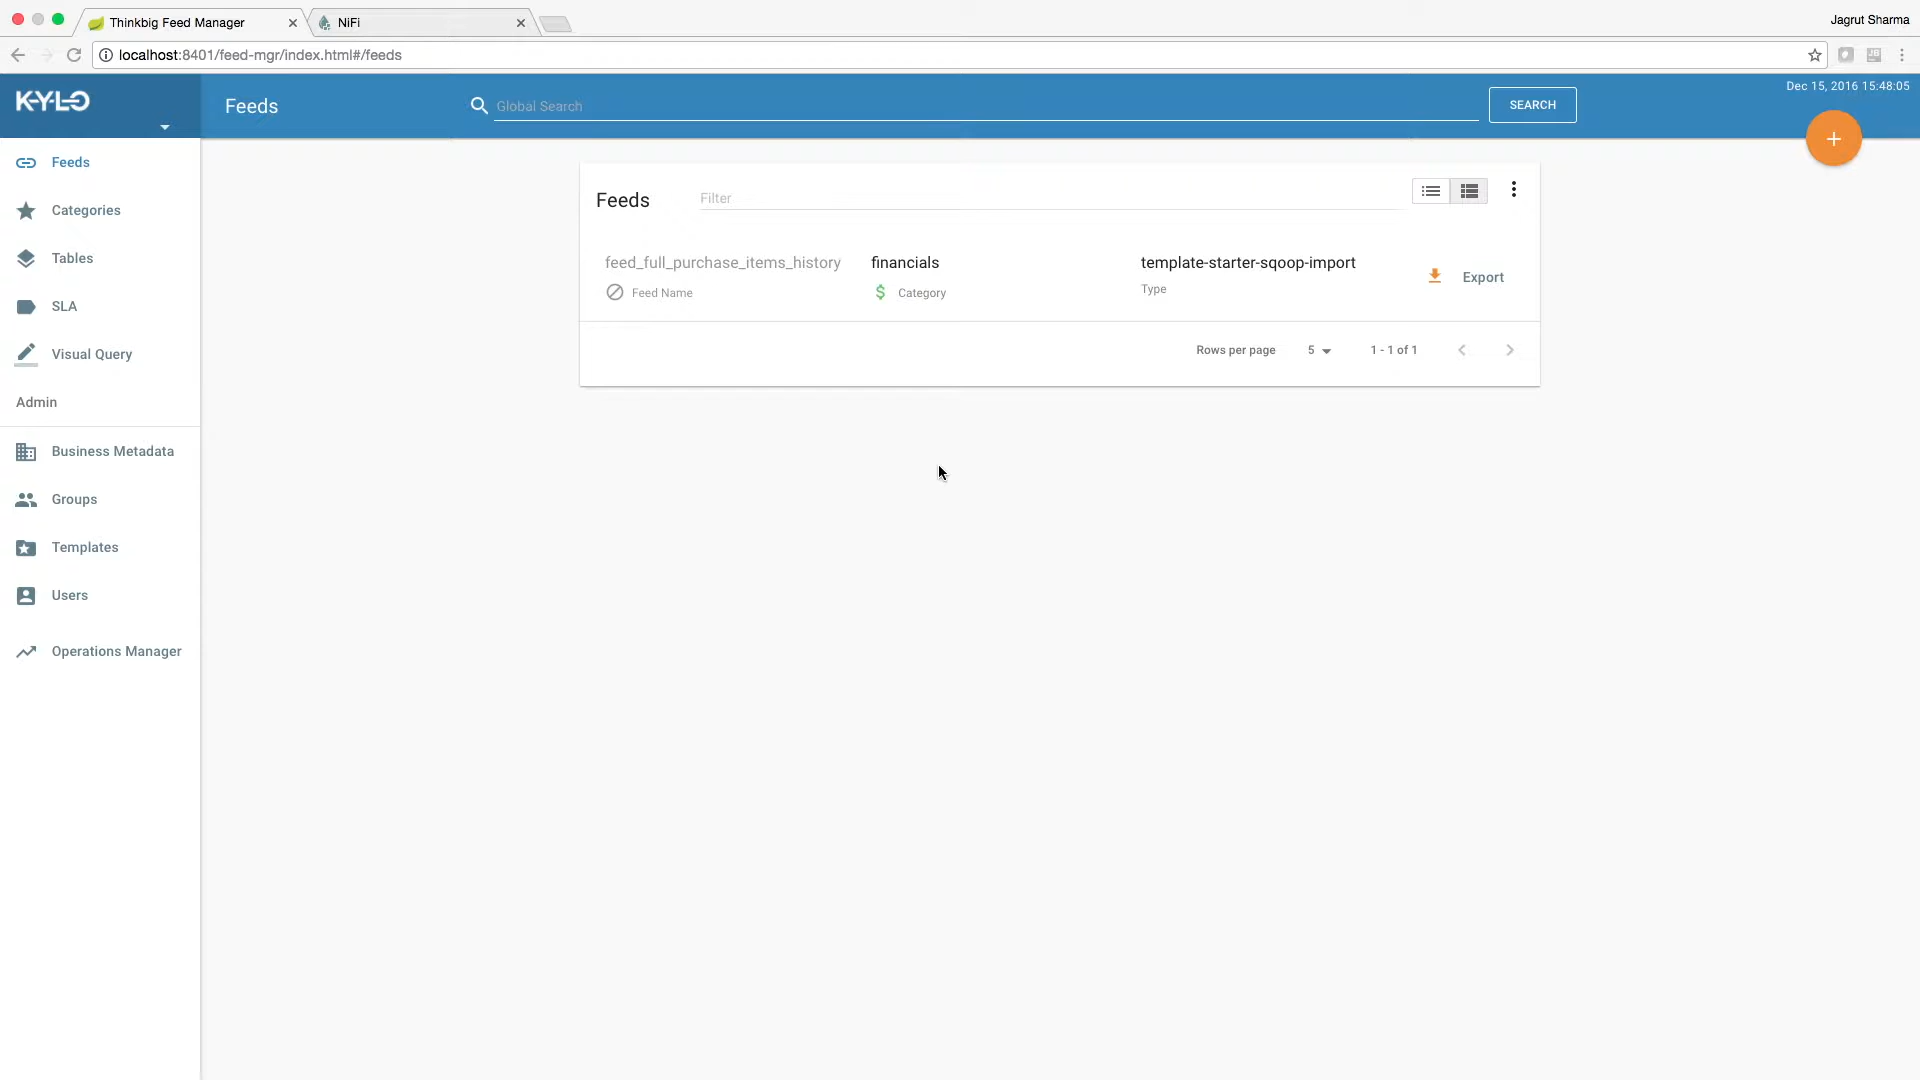 Thinkbig Feed Manager
NiFi
Jagrut Sharma
localhost:8401/feed-mgr/index.html#/feeds
KYLO
Feeds
Global Search
SEARCH
Dec 15, 2016 15:48:05
+
Feeds
Categories
Tables
SLA
Visual Query
Admin
Business Metadata
Groups
Templates
Users
Operations Manager
Feeds
Filter
feed_full_purchase_items_history
Feed Name
financials
$ Category
template-starter-sqoop-import
Type
Export
Rows per page
5
1 - 1 of 1